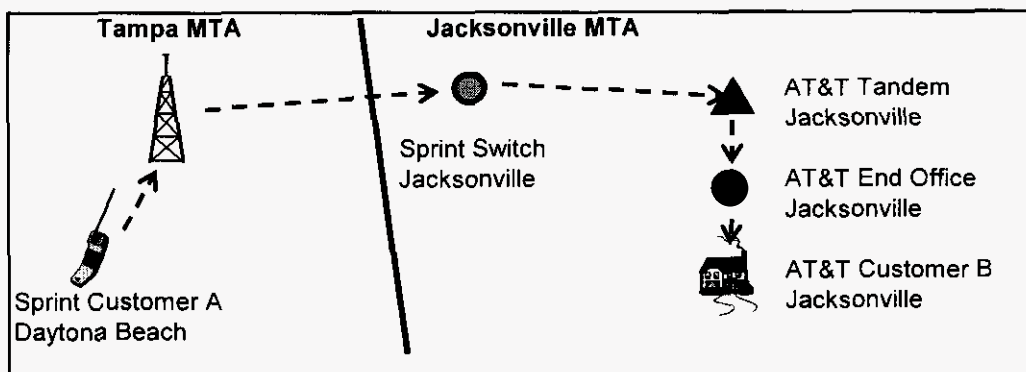 Tampa MTA
Jacksonville MTA
Sprint Customer A
Daytona Beach
Sprint Switch
Jacksonville
AT&T Tandem
Jacksonville
AT&T End Office
Jacksonville
AT&T Customer B
Jacksonville